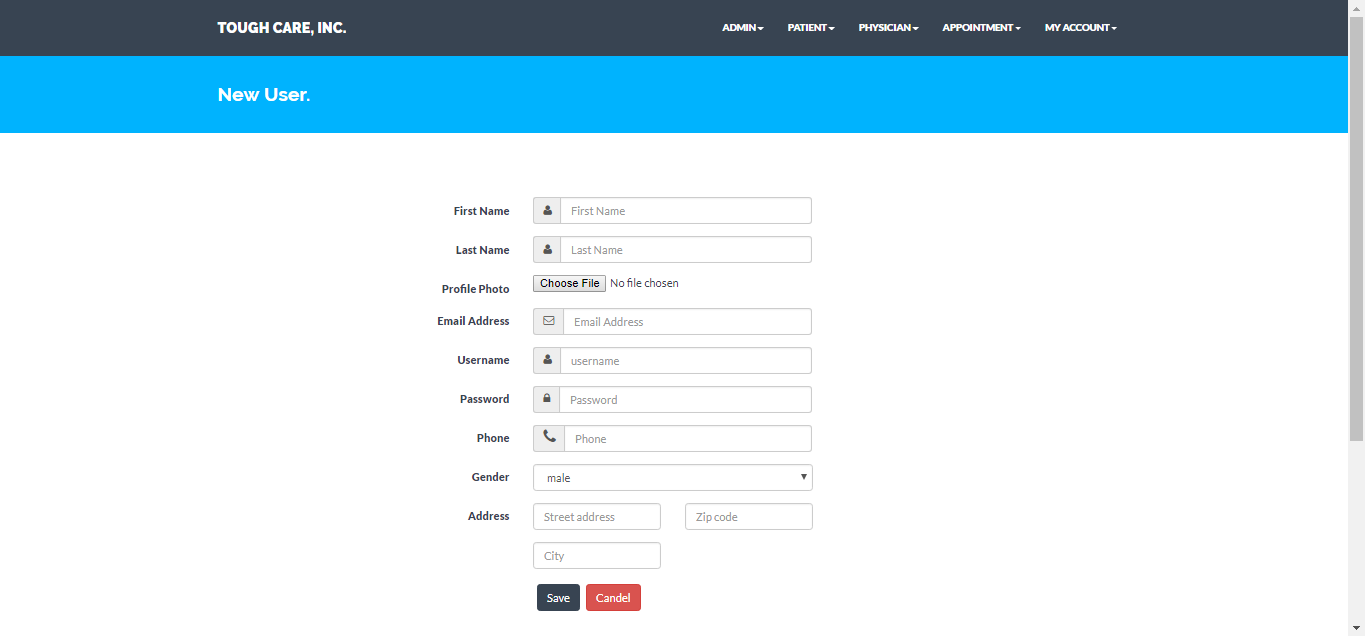 TOUGH CARE, INC. ADMIN PATIENT PHYSICIAN APPOINTMENT MY ACCOUNT
New User.
First Name First Name
Last Name Last Name
Profile Photo Choose File No file chosen
Email Address Email Address
Username username
Password Password
Phone Phone
Gender male
Address Street address Zip code
City
Save Candel